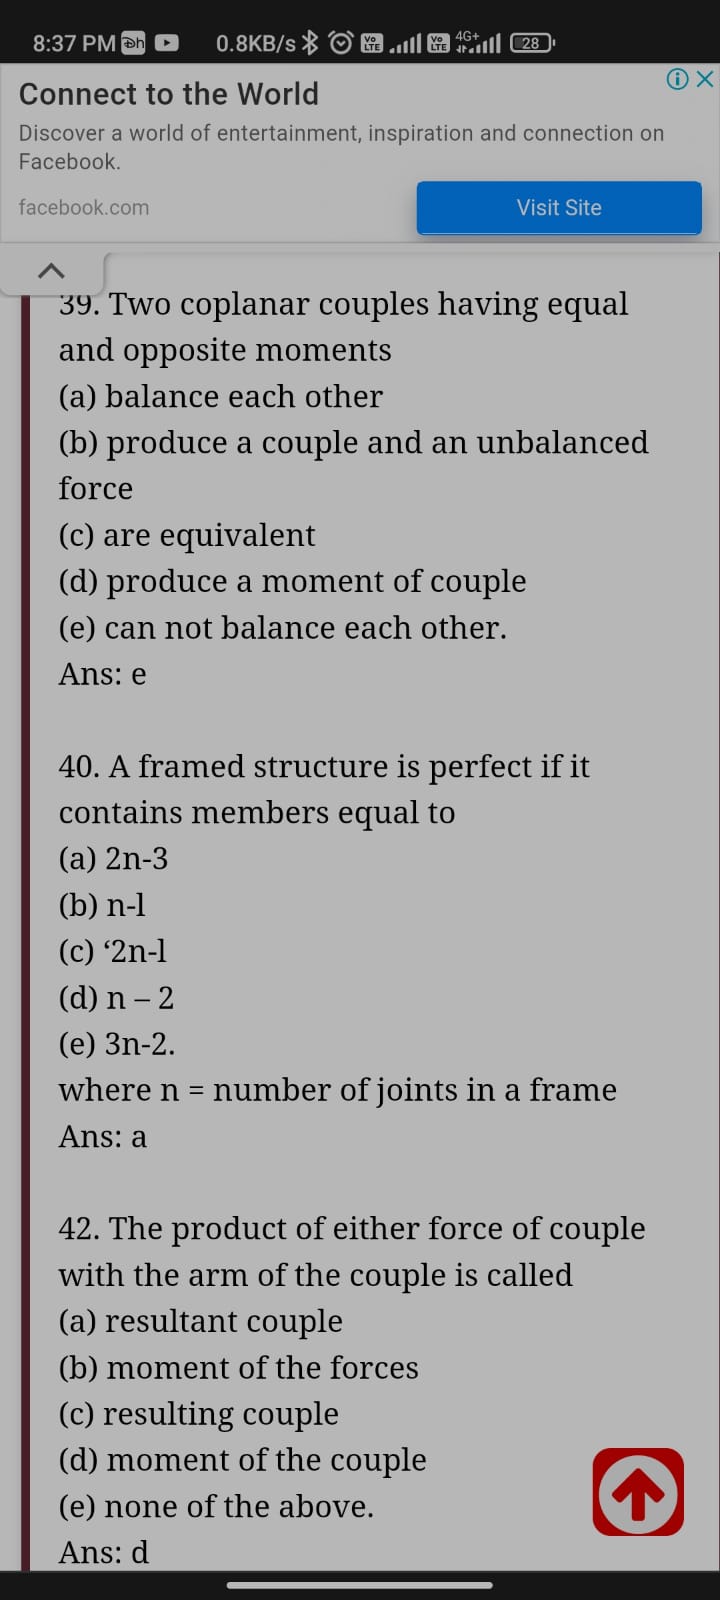 8:37 PM Dh 0.8KB/s Vo LTE Vo LTE 4G+ 28
Connect to the World
Discover a world of entertainment, inspiration and connection on
Facebook.
facebook.com
Visit Site
39. Two coplanar couples having equal
and opposite moments
(a) balance each other
(b) produce a couple and an unbalanced
force
(c) are equivalent
(d) produce a moment of couple
(e) can not balance each other.
Ans: e
40. A framed structure is perfect if it
contains members equal to
(a) 2n-3
(b) n-l
(c) ‘2n-l
(d) n – 2
(e) 3n-2.
where n = number of joints in a frame
Ans: a
42. The product of either force of couple
with the arm of the couple is called
(a) resultant couple
(b) moment of the forces
(c) resulting couple
(d) moment of the couple
(e) none of the above.
Ans: d